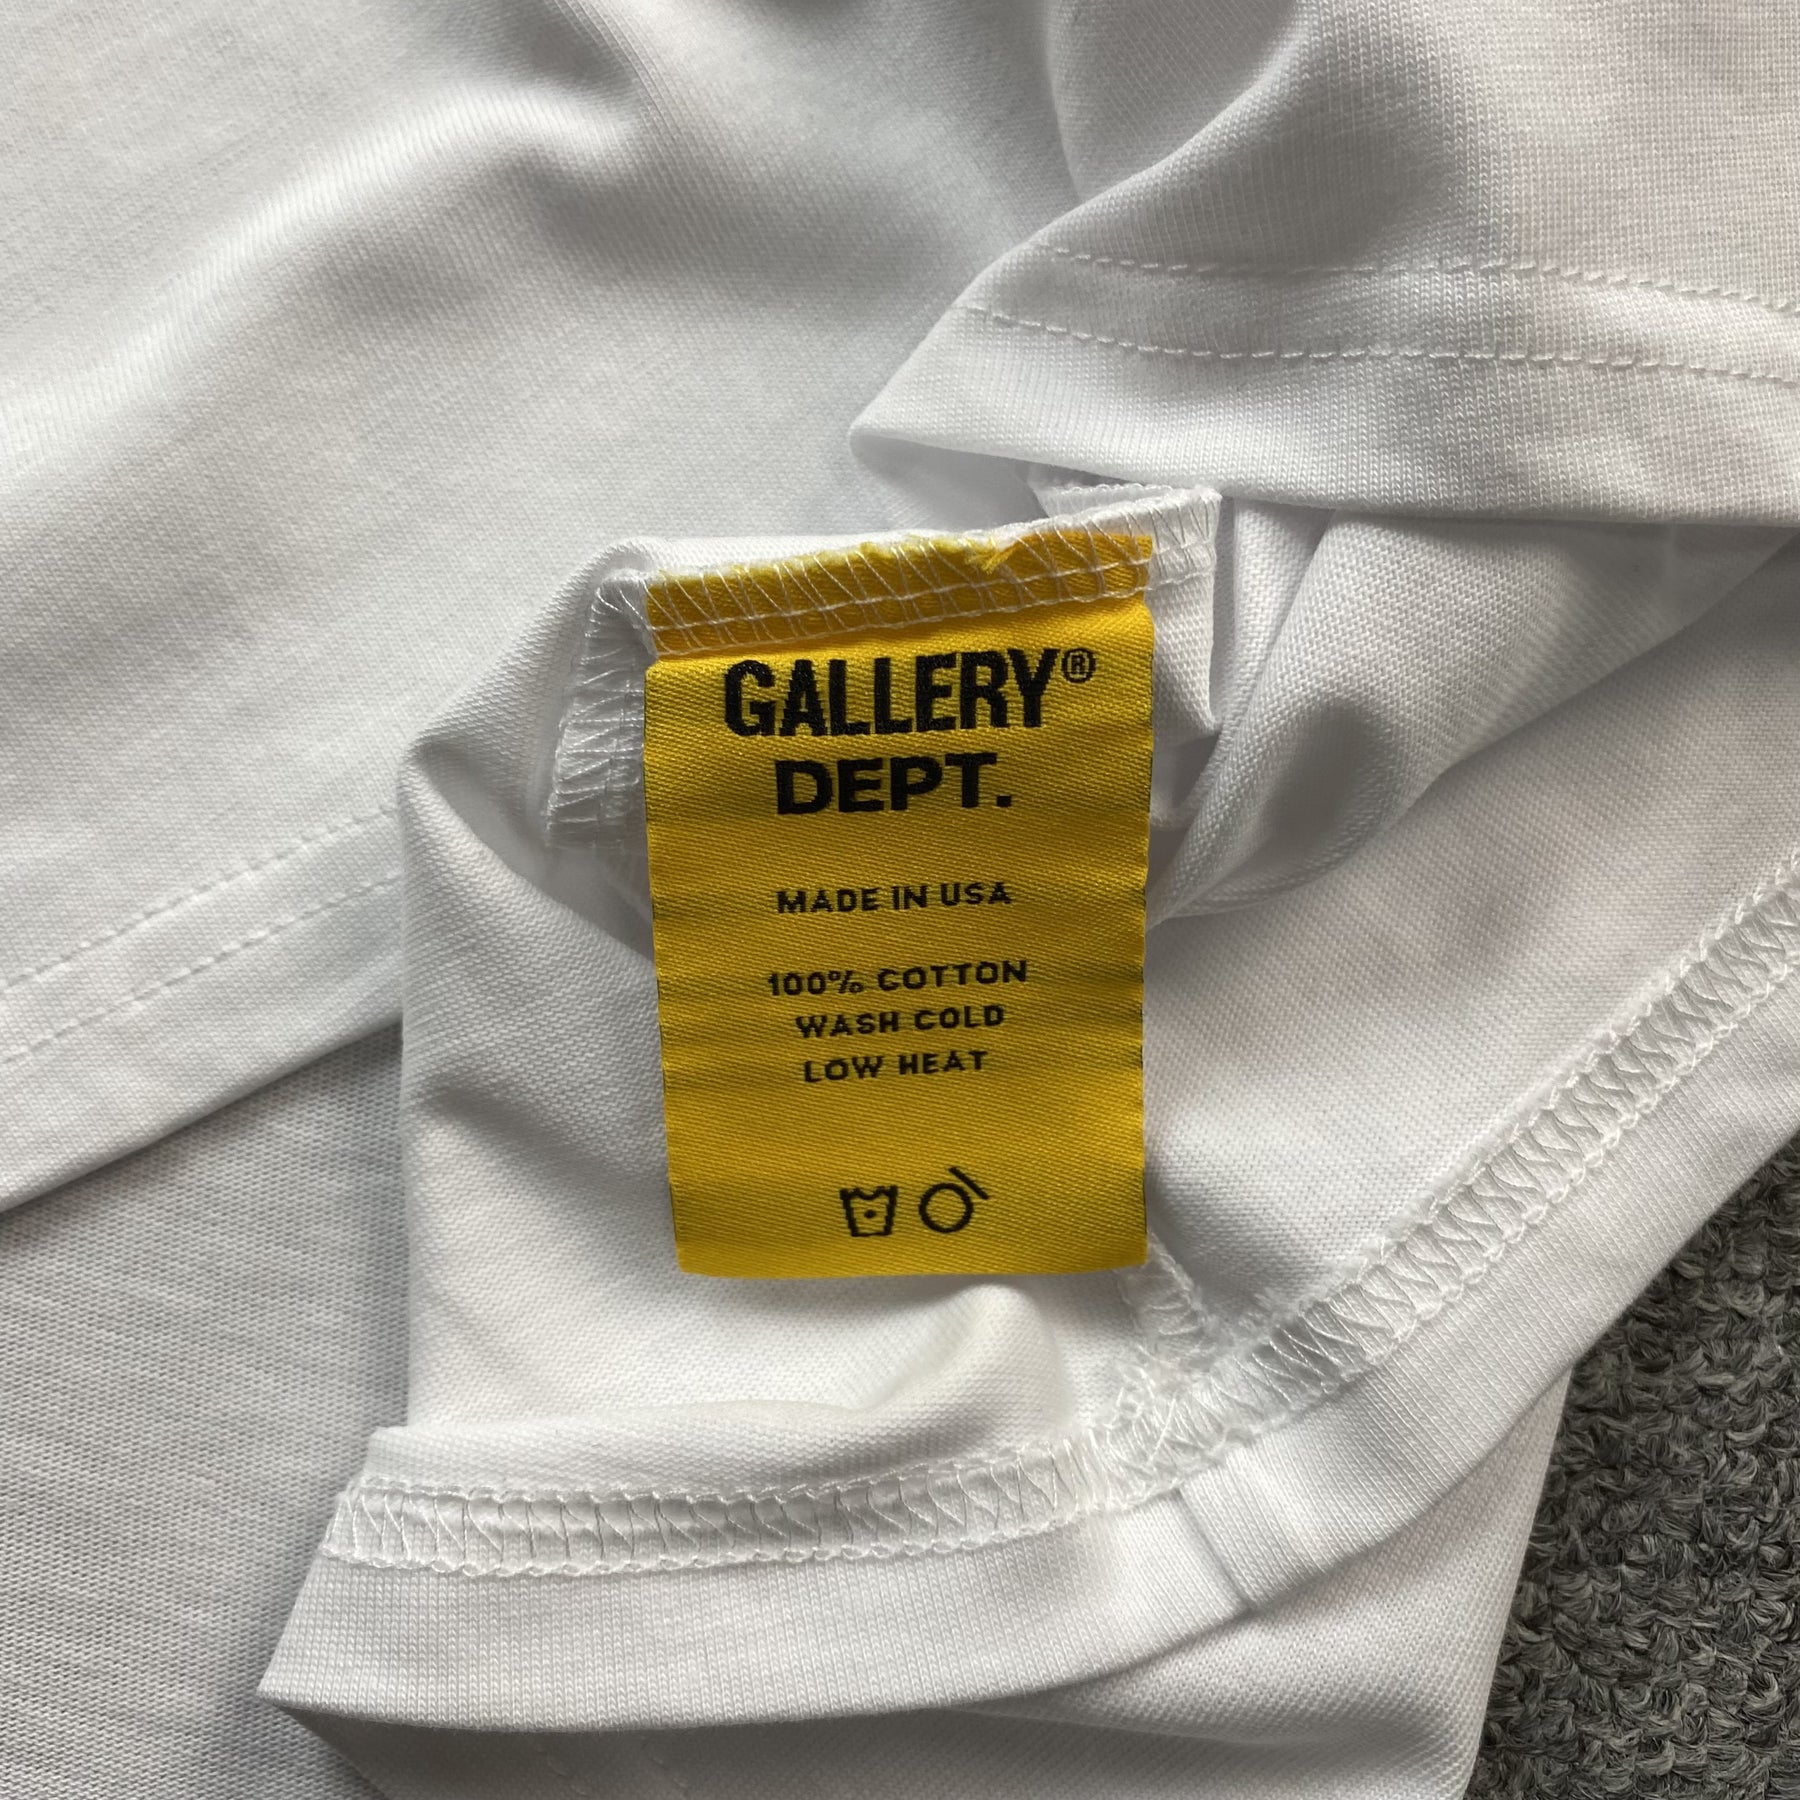 GALLERY®
DEPT.
MADE IN USA
100% COTTON
WASH COLD
LOW HEAT